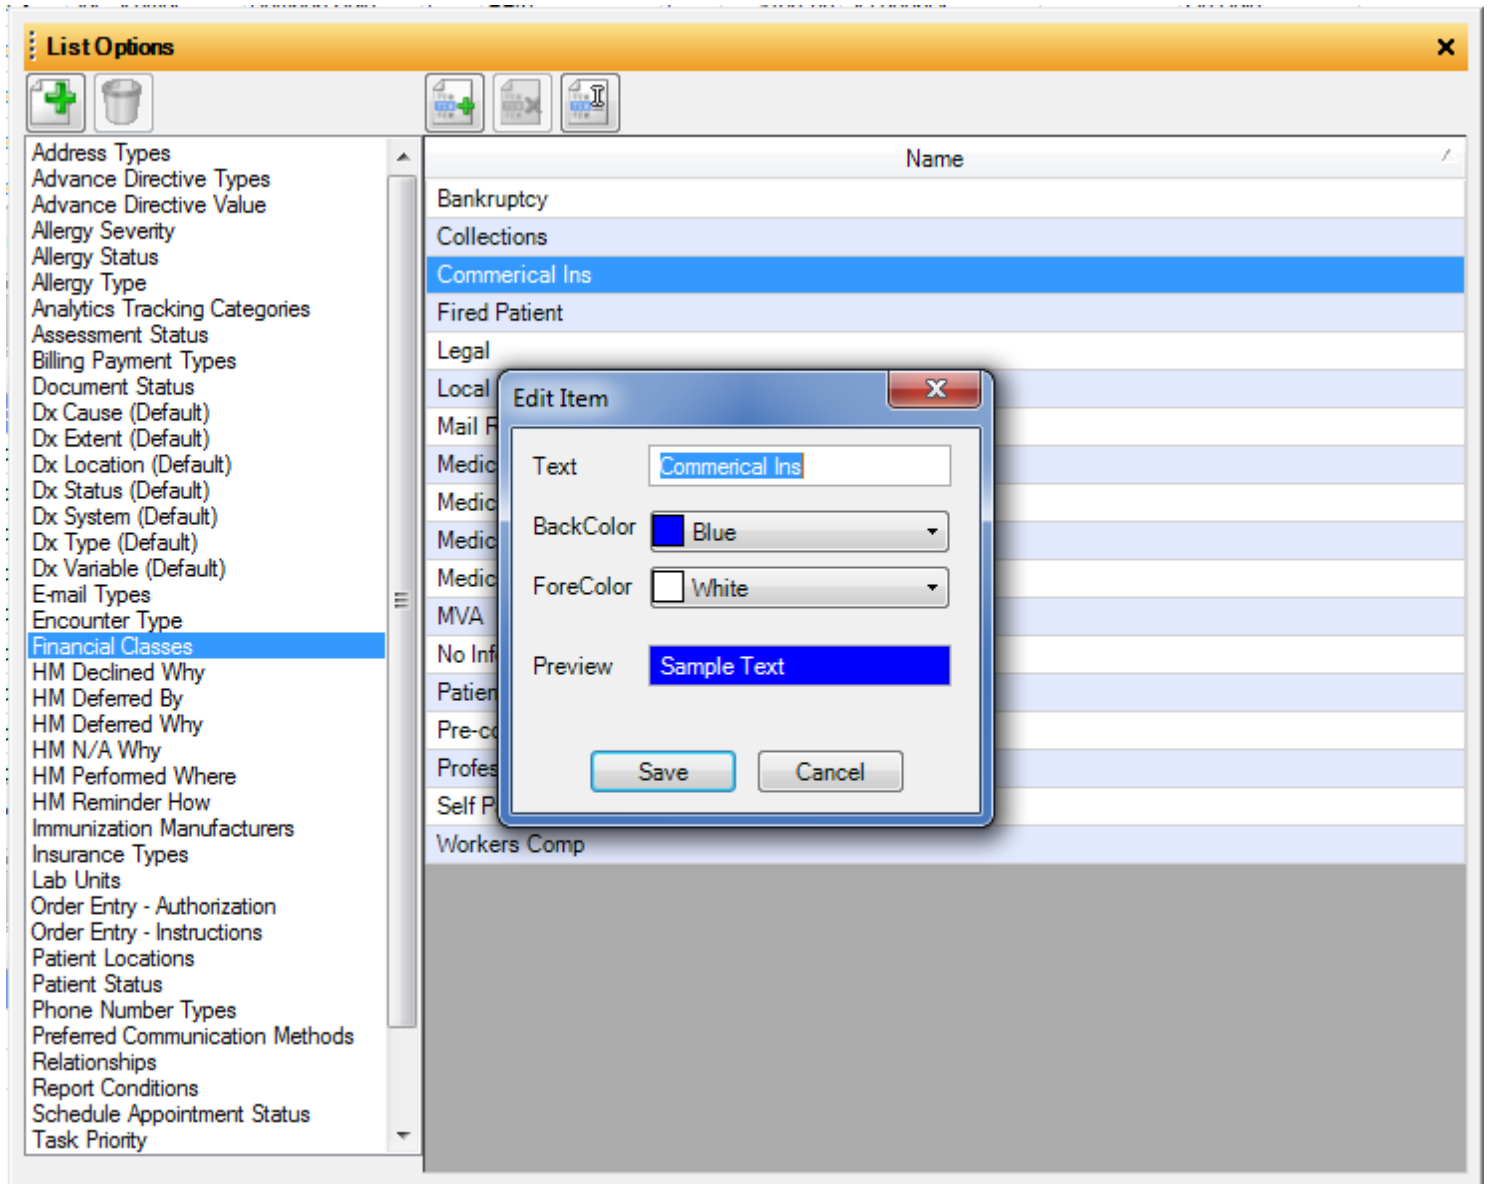 List Options
Address Types
Advance Directive Types
Advance Directive Value
Allergy Severity
Allergy Status
Allergy Type
Analytics Tracking Categories
Assessment Status
Billing Payment Types
Document Status
Dx Cause (Default)
Dx Extent (Default)
Dx Location (Default)
Dx Status (Default)
Dx System (Default)
Dx Type (Default)
Dx Variable (Default)
E-mail Types
Encounter Type
Financial Classes
HM Declined Why
HM Deferred By
HM Deferred Why
HM N/A Why
HM Performed Where
HM Reminder How
Immunization Manufacturers
Insurance Types
Lab Units
Order Entry - Authorization
Order Entry - Instructions
Patient Locations
Patient Status
Phone Number Types
Preferred Communication Methods
Relationships
Report Conditions
Schedule Appointment Status
Task Priority
Name
Bankruptcy
Collections
Commerical Ins
Fired Patient
Legal
Local
Mail R
Medic
Medic
Medic
Medic
MVA
No Inf
Patien
Pre-co
Profes
Self P
Workers Comp
Edit Item
Text Commerical Ins
BackColor Blue
ForeColor White
Preview Sample Text
Save Cancel